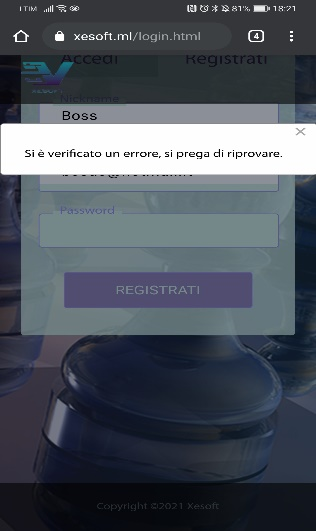 I TIM
81%
18:21
xesoft.ml/login.html
4
Accedi
Registrati
Nickname
Boss
Si è verificato un errore, si prega di riprovare.
Password
REGISTRATI
Copyright ©2021 Xesoft